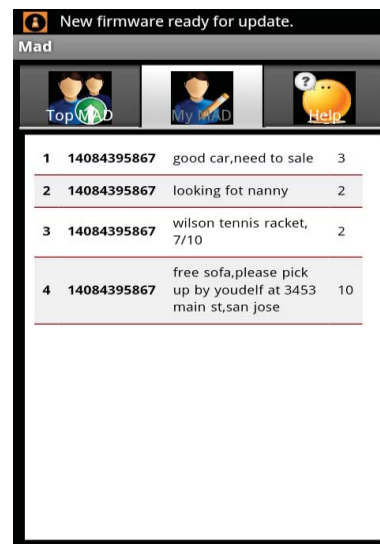 New firmware ready for update.
Mad
Top MAD
My MAD
Help
1 14084395867 good car,need to sale 3
2 14084395867 looking fot nanny 2
3 14084395867 wilson tennis racket,
7/10 2
4 14084395867 free sofa,please pick
up by youdelf at 3453
main st,san jose 10